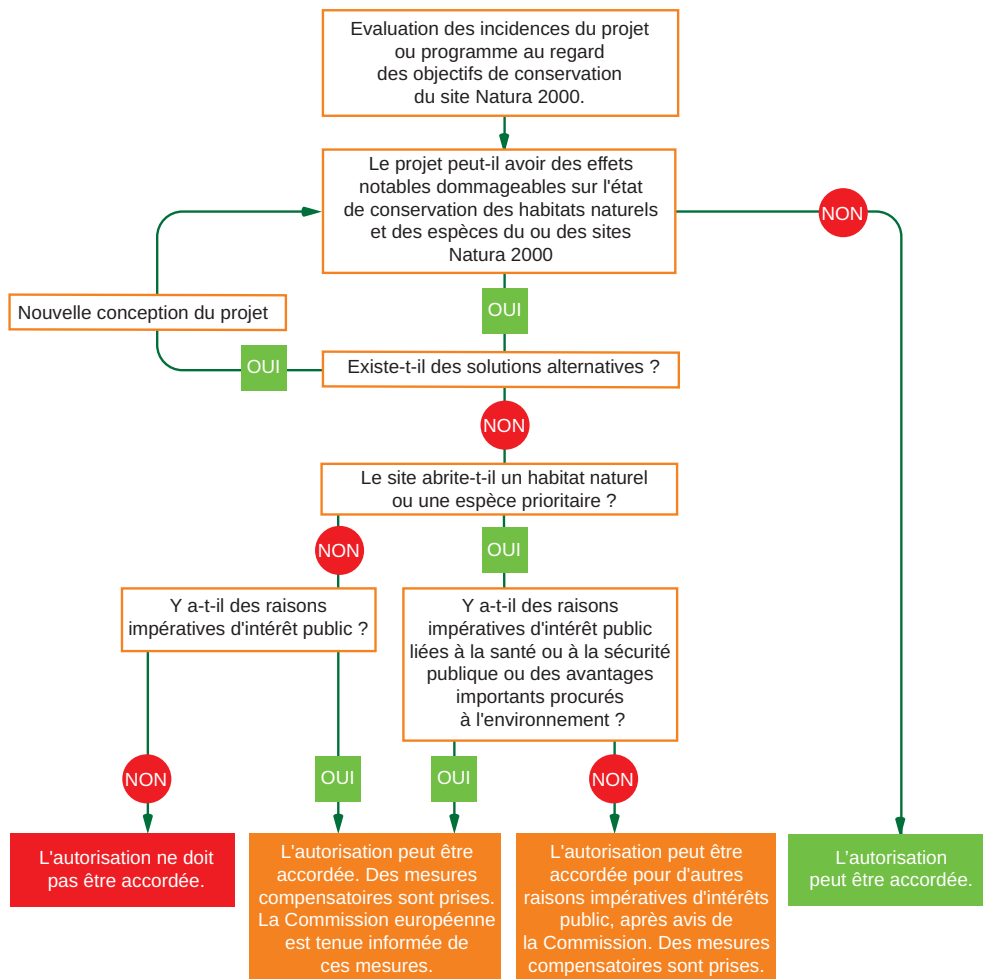 Evaluation des incidences du projet
ou programme au regard
des objectifs de conservation
du site Natura 2000.
Le projet peut-il avoir des effets
notables dommageables sur l'état
de conservation des habitats naturels
et des espèces du ou des sites
Natura 2000
NON
Nouvelle conception du projet
OUI
OUI
Existe-t-il des solutions alternatives ?
NON
Le site abrite-t-il un habitat naturel
ou une espèce prioritaire ?
NON
OUI
Y a-t-il des raisons
impératives d'intérêt public ?
Y a-t-il des raisons
impératives d'intérêt public
liées à la santé ou à la sécurité
publique ou des avantages
importants procurés
à l'environnement ?
NON
OUI
OUI
NON
L'autorisation ne doit
pas être accordée.
L'autorisation peut être
accordée. Des mesures
compensatoires sont prises.
La Commission européenne
est tenue informée de
ces mesures.
L'autorisation peut être
accordée pour d'autres
raisons impératives d'intérêts
public, après avis de
la Commission. Des mesures
compensatoires sont prises.
L’autorisation
peut être accordée.